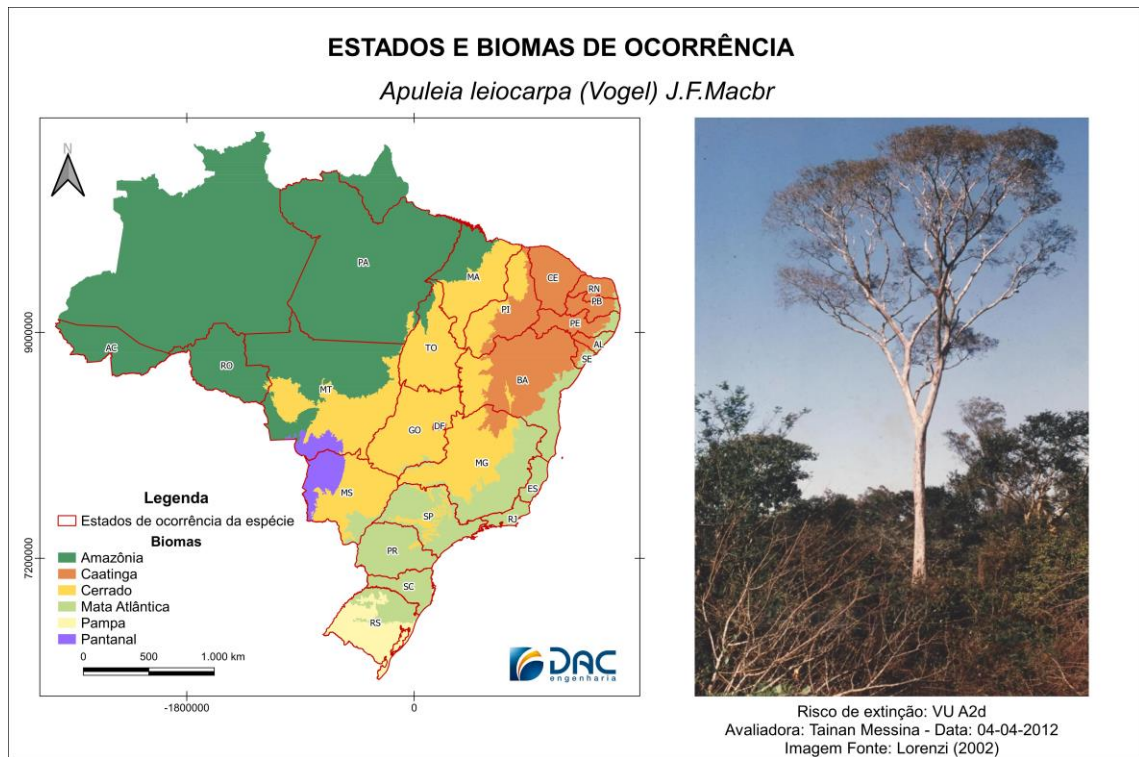 ESTADOS E BIOMAS DE OCORRÊNCIA
Apuleia leiocarpa (Vogel) J.F.Macbr
N
PA
MA
CE
RN
PB
PI
PE
AL
SE
AC
RO
TO
BA
MT
GO
DF
MG
ES
MS
SP
RJ
PR
SC
RS
9000000
7200000
-1800000
0
Legenda
Estados de ocorrência da espécie
Biomas
Amazônia
Caatinga
Cerrado
Mata Atlântica
Pampa
Pantanal
0 500 1.000 km
DAC
engenharia
Risco de extinção: VU A2d
Avaliadora: Tainan Messina - Data: 04-04-2012
Imagem Fonte: Lorenzi (2002)